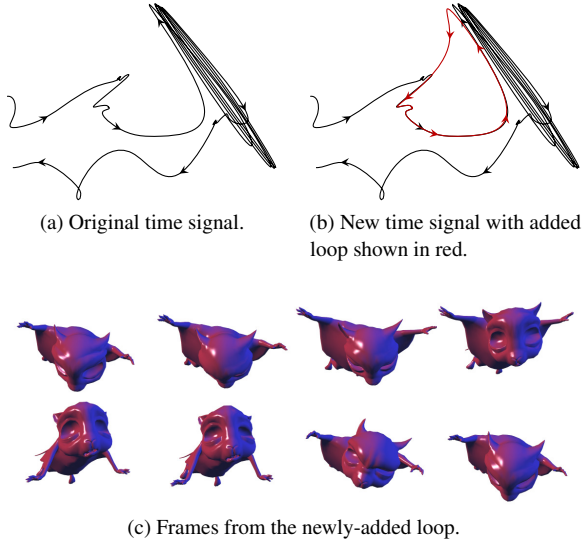 (a) Original time signal.
(b) New time signal with added
loop shown in red.
(c) Frames from the newly-added loop.